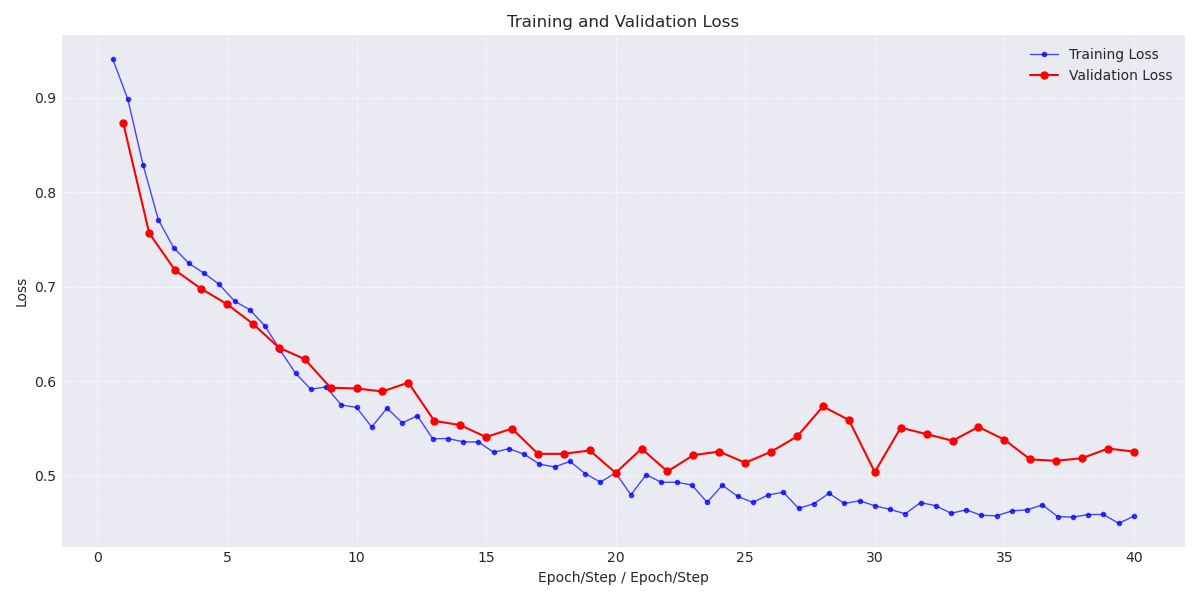 Training and Validation Loss
Training Loss
Validation Loss
0.9
0.8
0.7
0.6
0.5
Loss
0 5 10 15 20 25 30 35 40
Epoch/Step / Epoch/Step